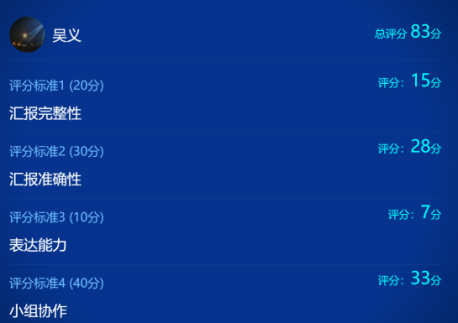 吴义 总评分 83分
评分标准1 (20分) 评分：15分
汇报完整性
评分标准2 (30分) 评分：28分
汇报准确性
评分标准3 (10分) 评分：7分
表达能力
评分标准4 (40分) 评分：33分
小组协作